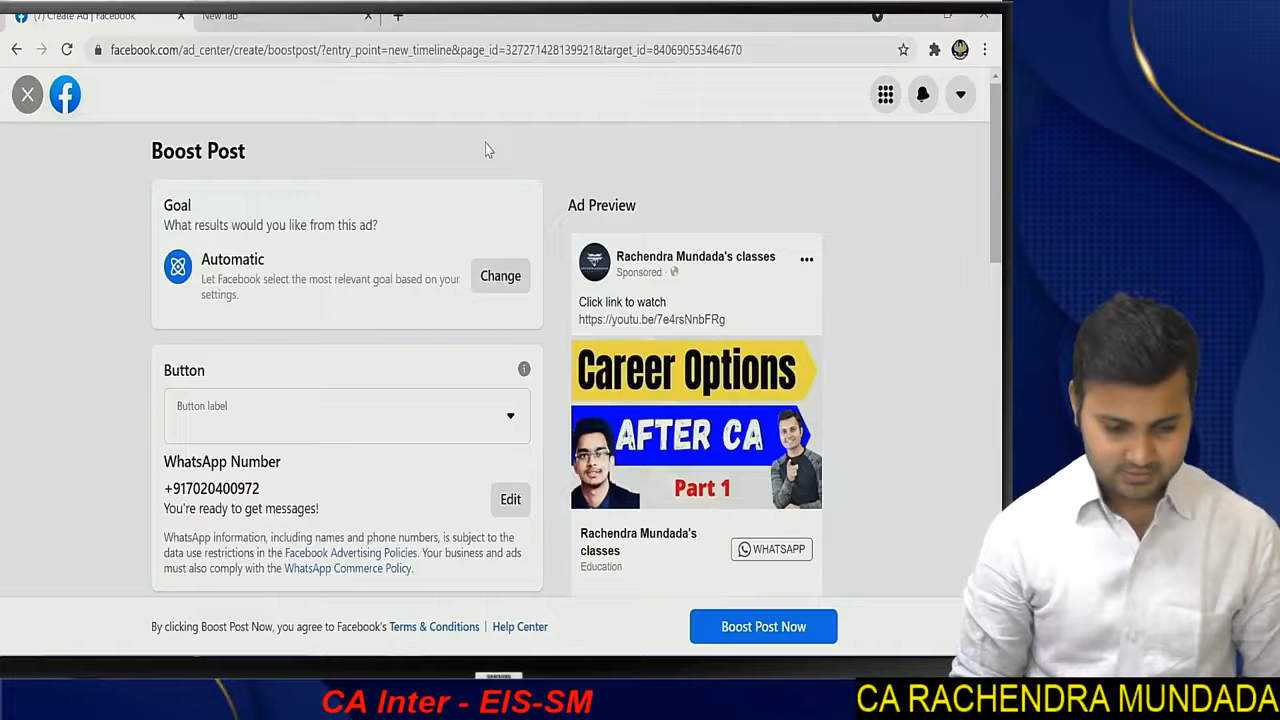 (7) Create Ad | Facebook
New Tab
facebook.com/ad_center/create/boostpost/?entry_point=new_timeline&page_id=327271428139921&target_id=840690553464670
Boost Post
Goal
What results would you like from this ad?
Automatic
Let Facebook select the most relevant goal based on your
settings.
Change
Button
Button label
WhatsApp Number
+917020400972
You're ready to get messages!
Edit
WhatsApp information, including names and phone numbers, is subject to the
data use restrictions in the Facebook Advertising Policies. Your business and ads
must also comply with the WhatsApp Commerce Policy.
Ad Preview
Rachendra Mundada's classes
Sponsored ·
Click link to watch
https://youtu.be/7e4rsNnbFRg
Career Options
AFTER CA
Part 1
Rachendra Mundada's
classes
Education
WHATSAPP
By clicking Boost Post Now, you agree to Facebook's Terms & Conditions | Help Center
Boost Post Now
SAMSUNG
CA Inter - EIS-SM
CA RACHENDRA MUNDADA